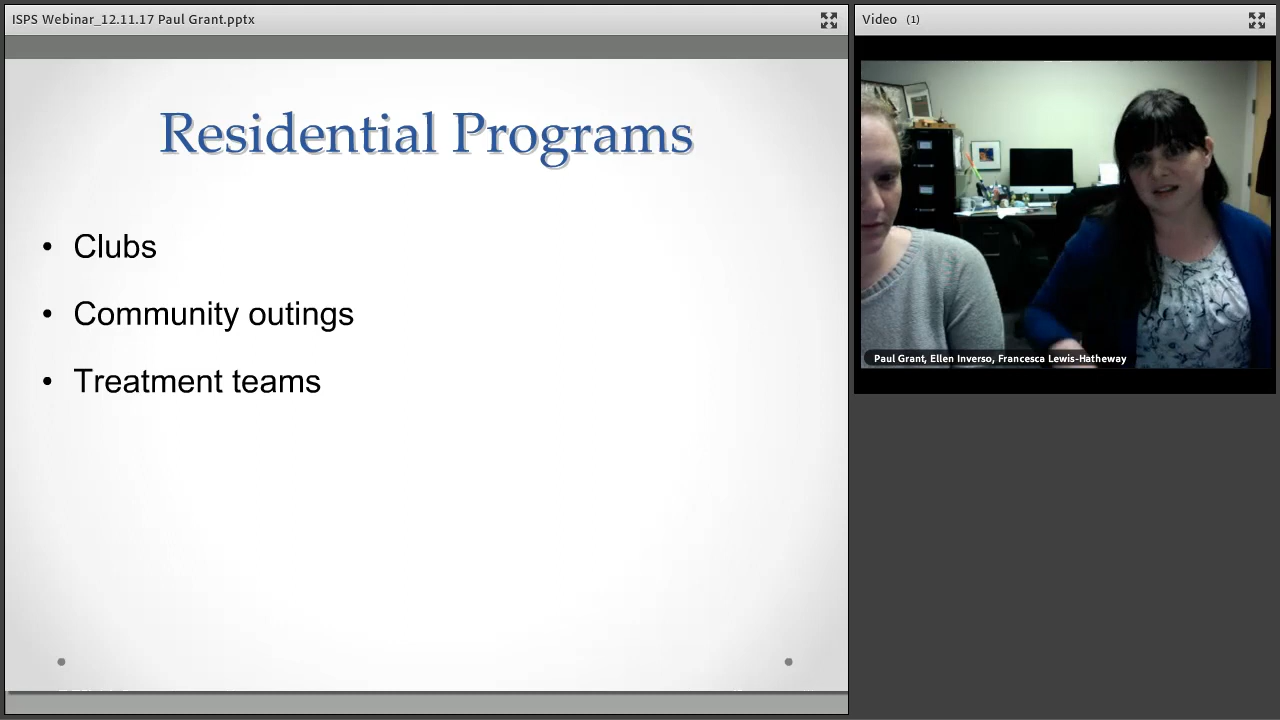 ISPS Webinar_12.11.17 Paul Grant.pptx
Video (1)
Residential Programs
• Clubs
• Community outings
• Treatment teams
Paul Grant, Ellen Inverso, Francesca Lewis-Hatheway